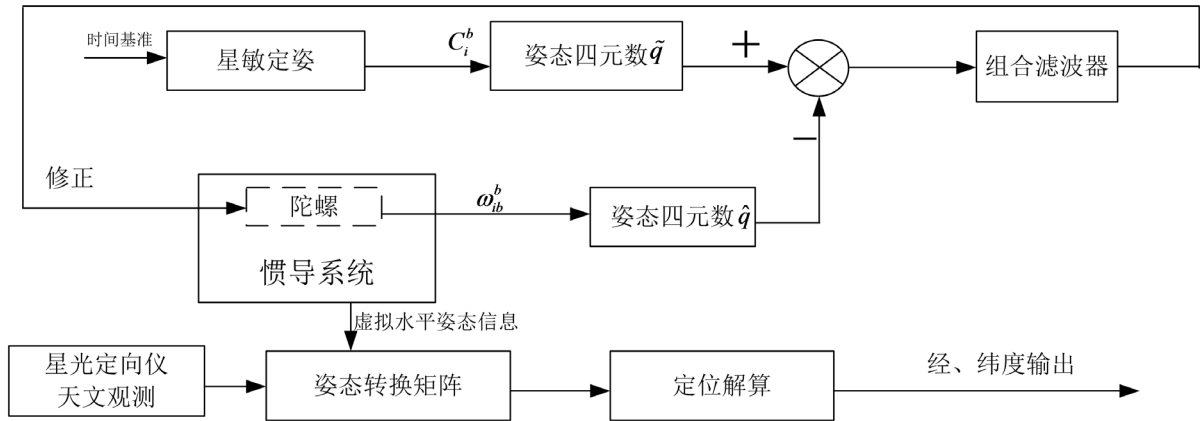 时间基准
星敏定姿
C_i^b
姿态四元数 q̃
+
组合滤波器
−
修正
陀螺
ω_{ib}^b
姿态四元数 q̂
惯导系统
虚拟水平姿态信息
星光定向仪
天文观测
姿态转换矩阵
定位解算
经、纬度输出